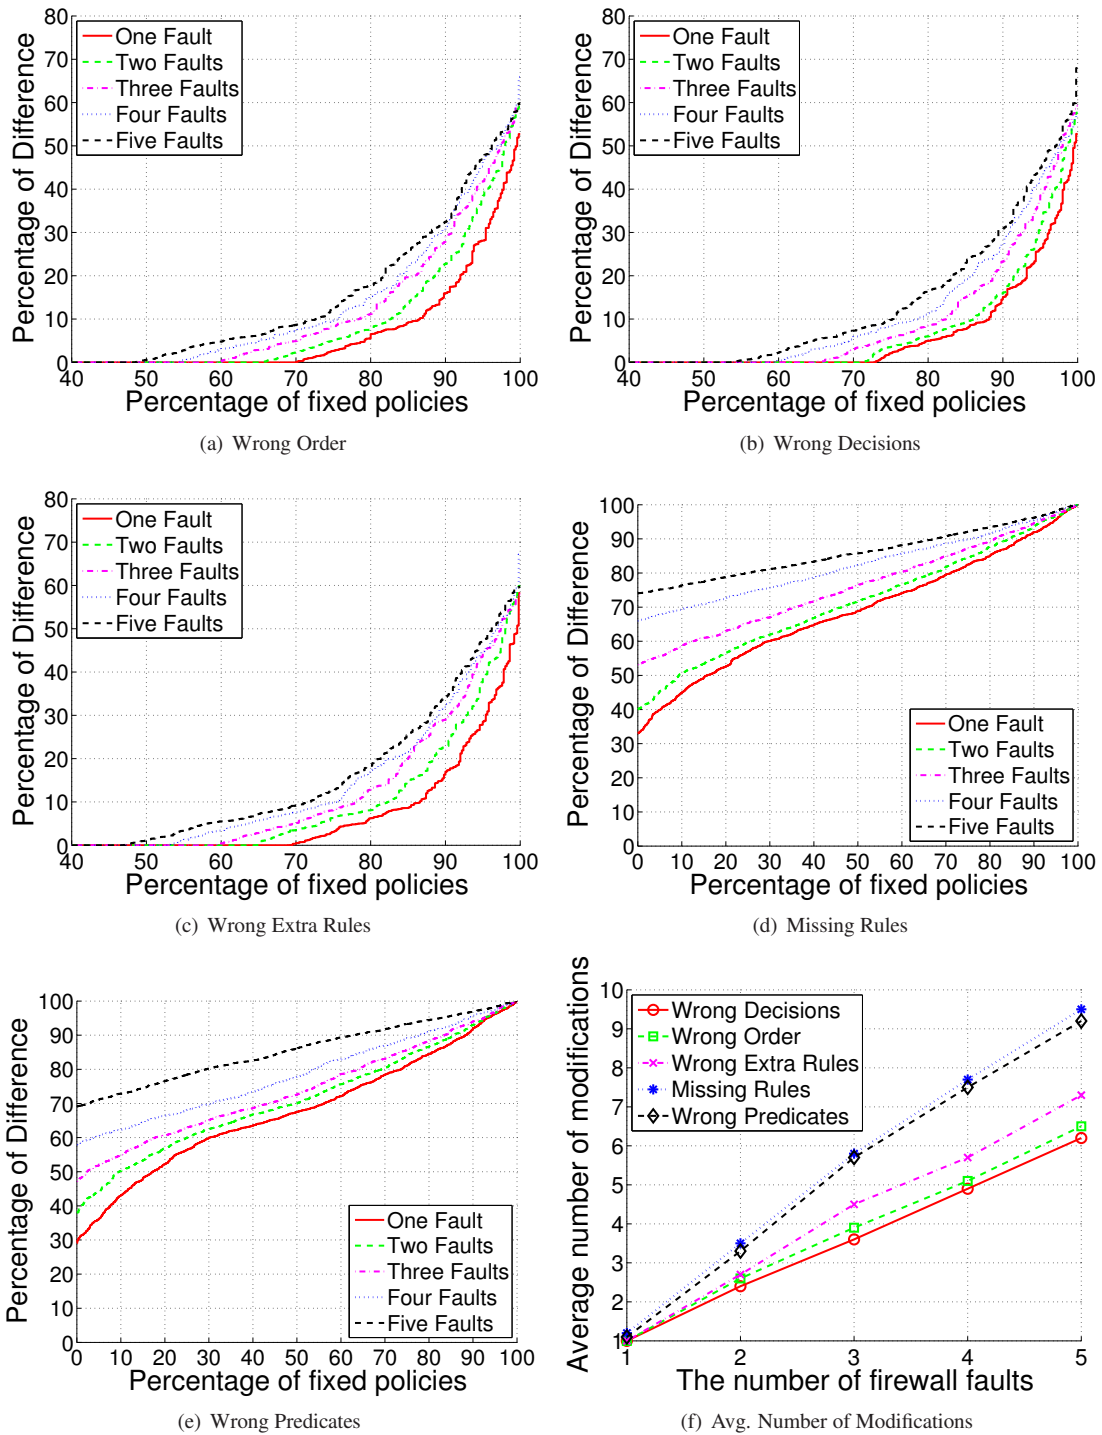 Percentage of Difference
80
70
60
50
40
30
20
10
0
One Fault
Two Faults
Three Faults
Four Faults
Five Faults
40 50 60 70 80 90 100
Percentage of fixed policies
(a) Wrong Order
Percentage of Difference
80
70
60
50
40
30
20
10
0
One Fault
Two Faults
Three Faults
Four Faults
Five Faults
40 50 60 70 80 90 100
Percentage of fixed policies
(b) Wrong Decisions
Percentage of Difference
80
70
60
50
40
30
20
10
0
One Fault
Two Faults
Three Faults
Four Faults
Five Faults
40 50 60 70 80 90 100
Percentage of fixed policies
(c) Wrong Extra Rules
Percentage of Difference
100
90
80
70
60
50
40
30
20
10
0
One Fault
Two Faults
Three Faults
Four Faults
Five Faults
0 10 20 30 40 50 60 70 80 90 100
Percentage of fixed policies
(d) Missing Rules
Percentage of Difference
100
90
80
70
60
50
40
30
20
10
0
One Fault
Two Faults
Three Faults
Four Faults
Five Faults
0 10 20 30 40 50 60 70 80 90 100
Percentage of fixed policies
(e) Wrong Predicates
Average number of modifications
10
9
8
7
6
5
4
3
2
1
Wrong Decisions
Wrong Order
Wrong Extra Rules
Missing Rules
Wrong Predicates
1 2 3 4 5
The number of firewall faults
(f) Avg. Number of Modifications